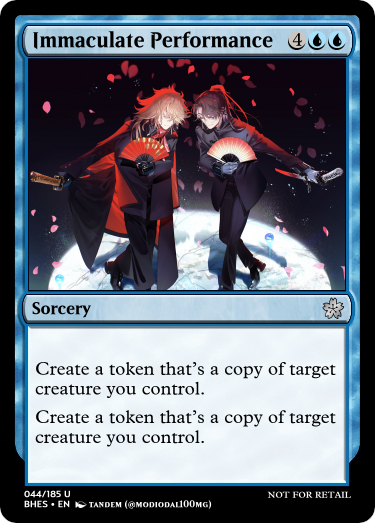 Immaculate Performance 4
Sorcery
Create a token that's a copy of target
creature you control.
Create a token that's a copy of target
creature you control.
044/185 U
BHES • EN TANDEM (@MODIODAL100MG)
NOT FOR RETAIL